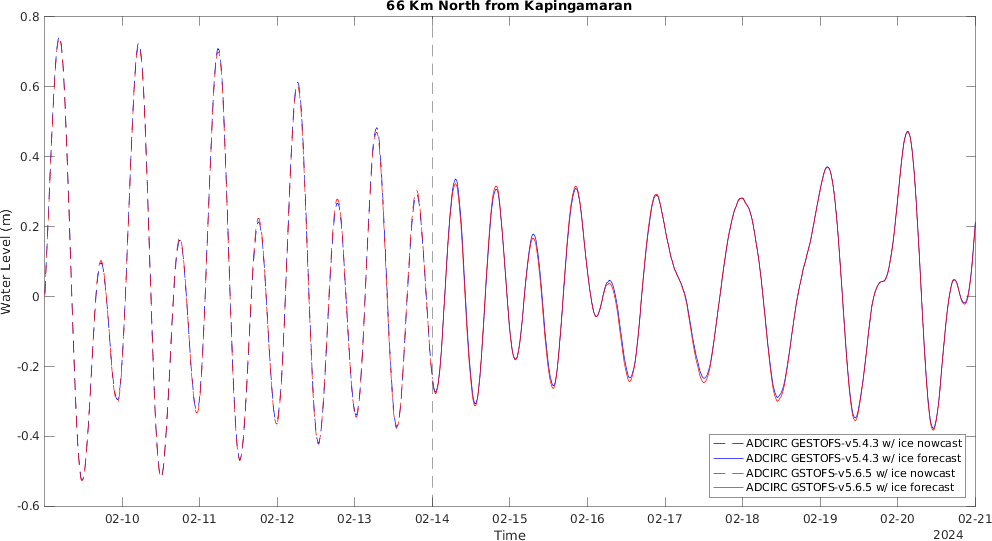 66 Km North from Kapingamaran
Water Level (m)
0.8
0.6
0.4
0.2
0
-0.2
-0.4
-0.6
02-10 02-11 02-12 02-13 02-14 02-15 02-16 02-17 02-18 02-19 02-20 02-21
Time
2024
ADCIRC GESTOFS-v5.4.3 w/ ice nowcast
ADCIRC GESTOFS-v5.4.3 w/ ice forecast
ADCIRC GSTOFS-v5.6.5 w/ ice nowcast
ADCIRC GSTOFS-v5.6.5 w/ ice forecast